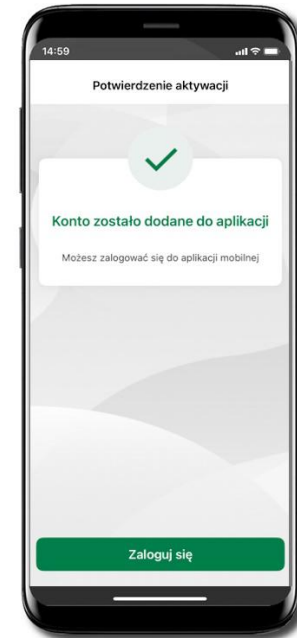 14:59
Potwierdzenie aktywacji
Konto zostało dodane do aplikacji
Możesz zalogować się do aplikacji mobilnej
Zaloguj się